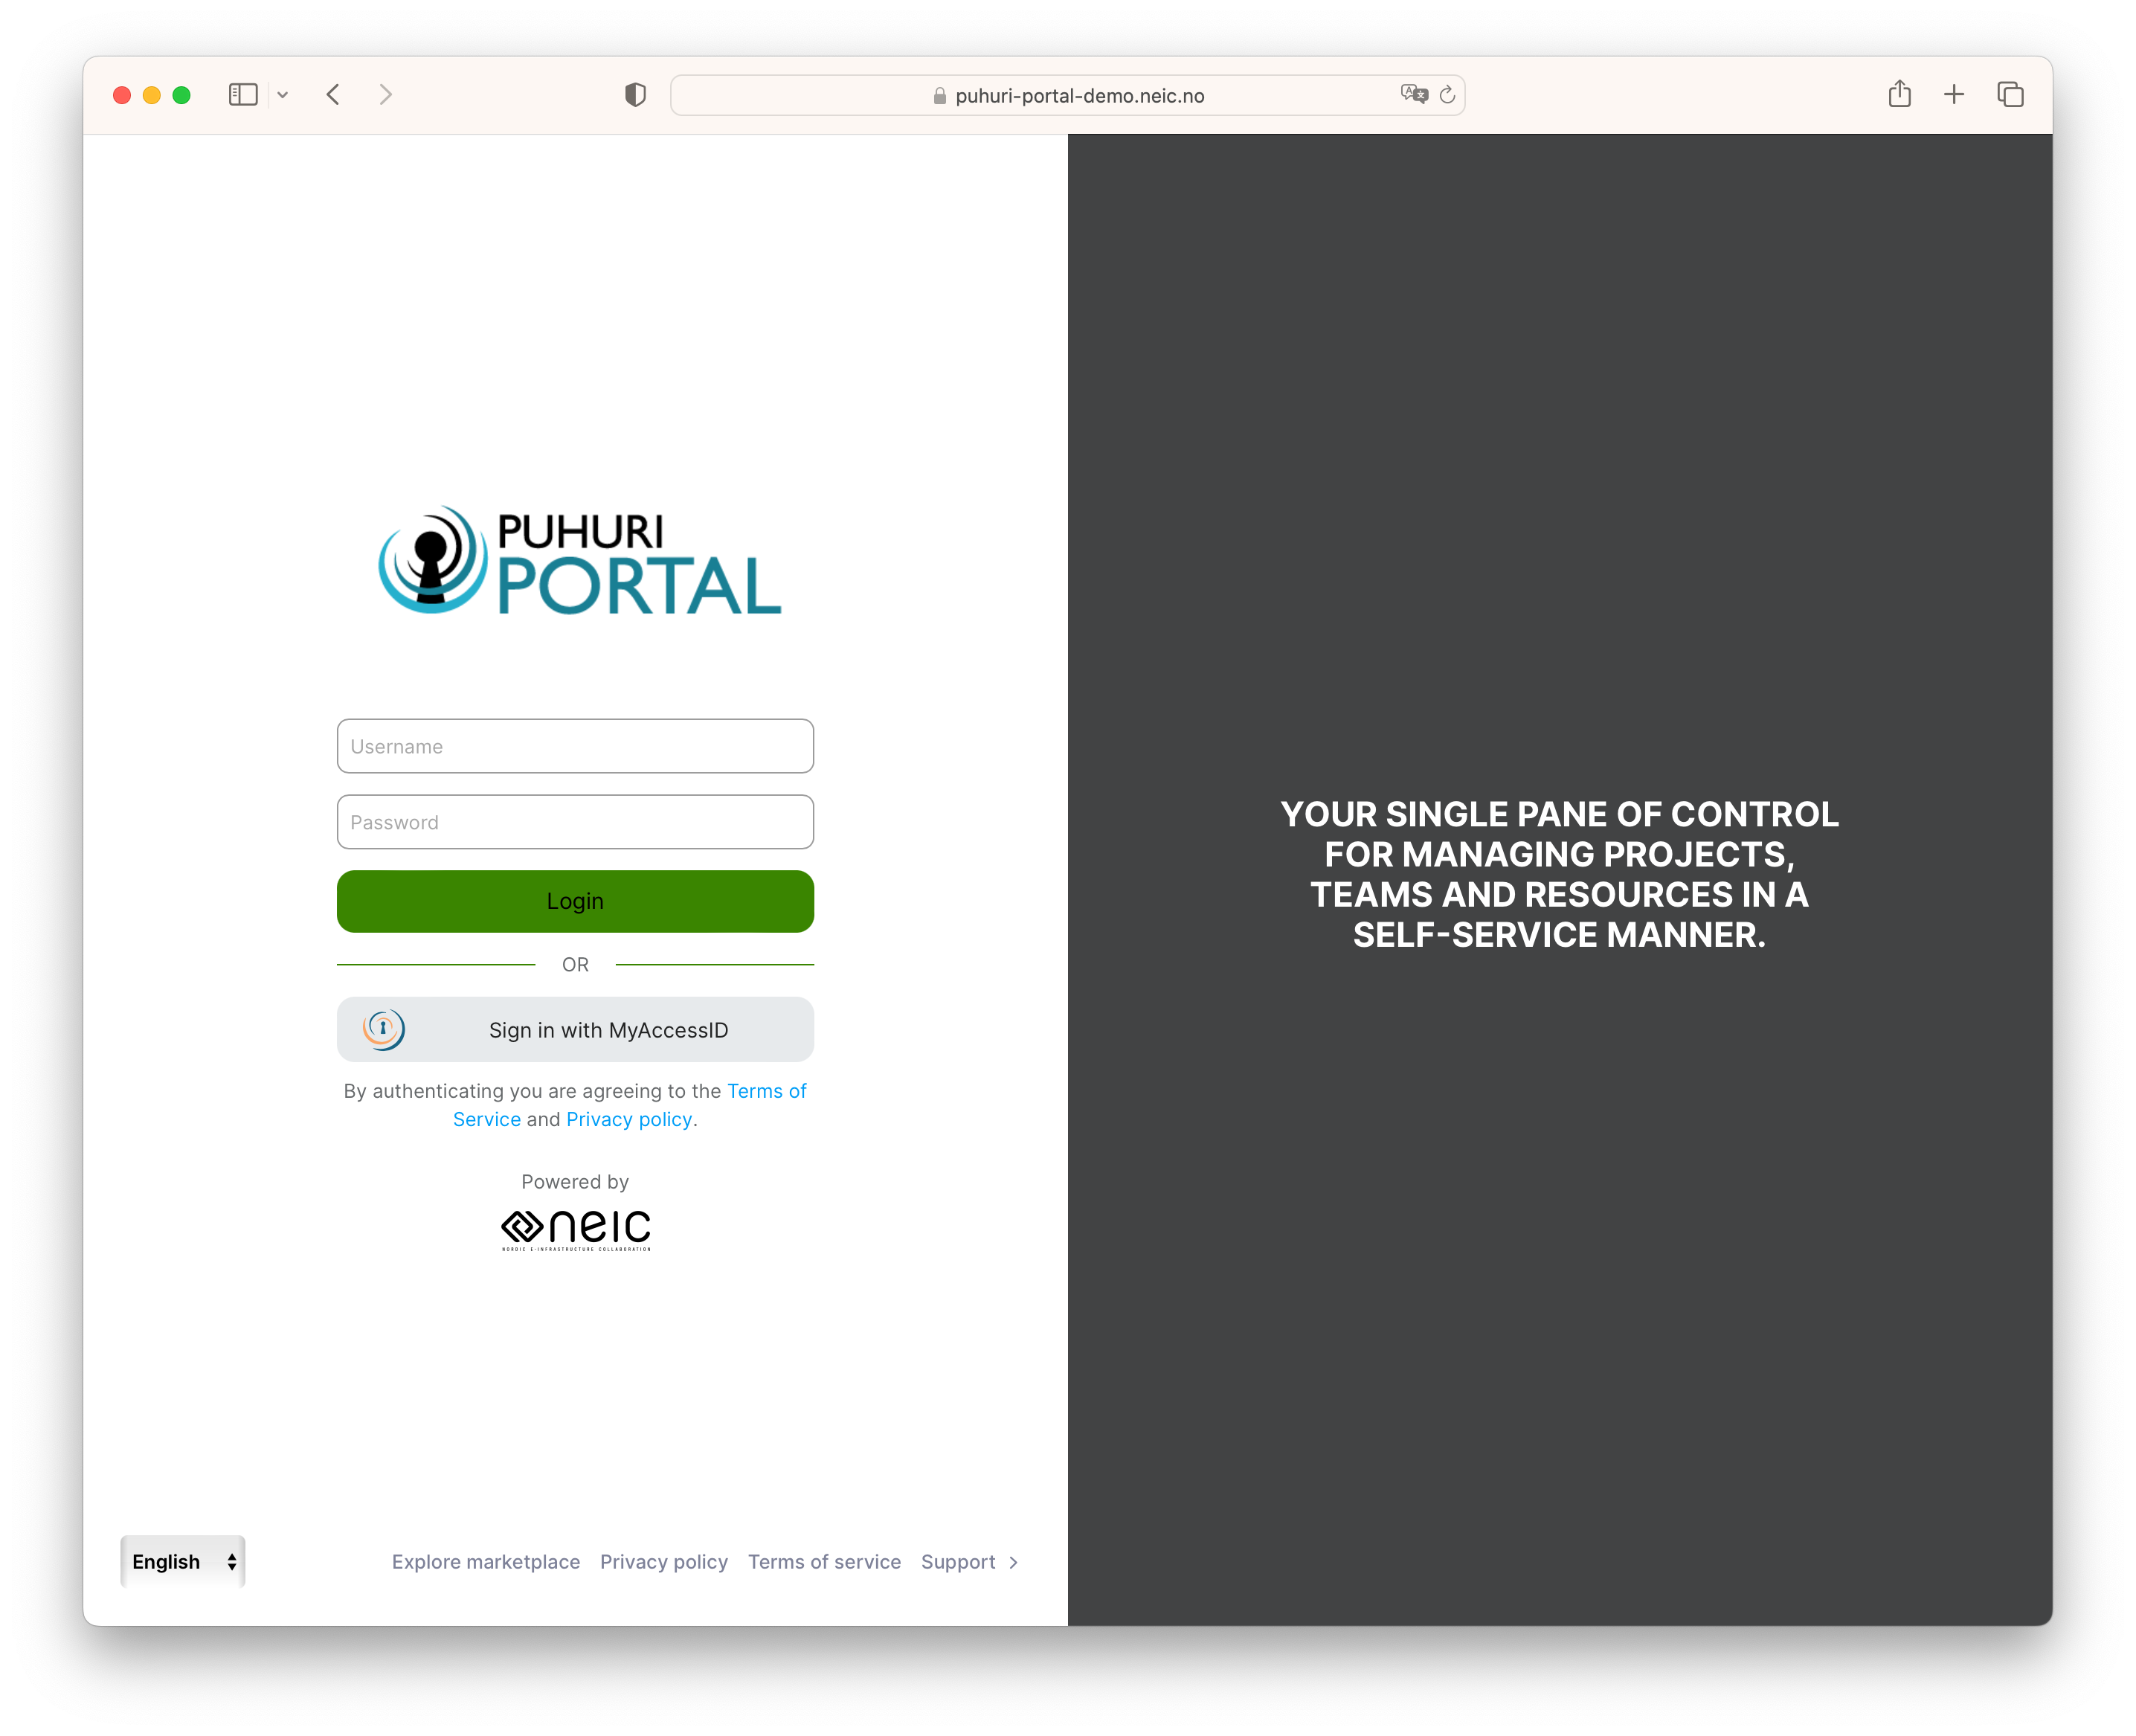 puhuri-portal-demo.neic.no
PUHURI
PORTAL
Username
Password
Login
OR
Sign in with MyAccessID
By authenticating you are agreeing to the Terms of
Service and Privacy policy.
Powered by
neic
NORDIC E-INFRASTRUCTURE COLLABORATION
English
Explore marketplace Privacy policy Terms of service Support
YOUR SINGLE PANE OF CONTROL
FOR MANAGING PROJECTS,
TEAMS AND RESOURCES IN A
SELF-SERVICE MANNER.